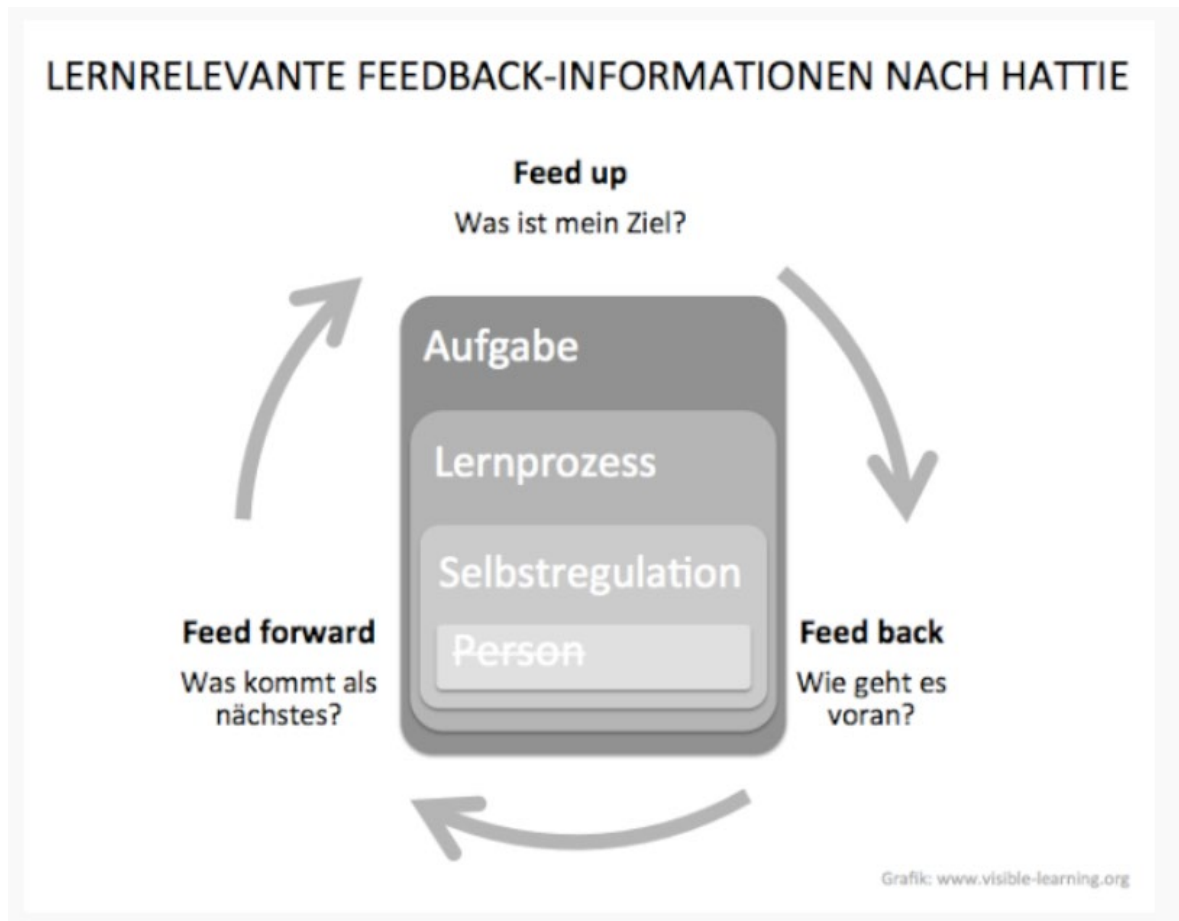 LERNRELEVANTE FEEDBACK-INFORMATIONEN NACH HATTIE
Feed up
Was ist mein Ziel?
Aufgabe
Lernprozess
Selbstregulation
Person
Feed forward
Was kommt als
nächstes?
Feed back
Wie geht es
voran?
Grafik: www.visible-learning.org